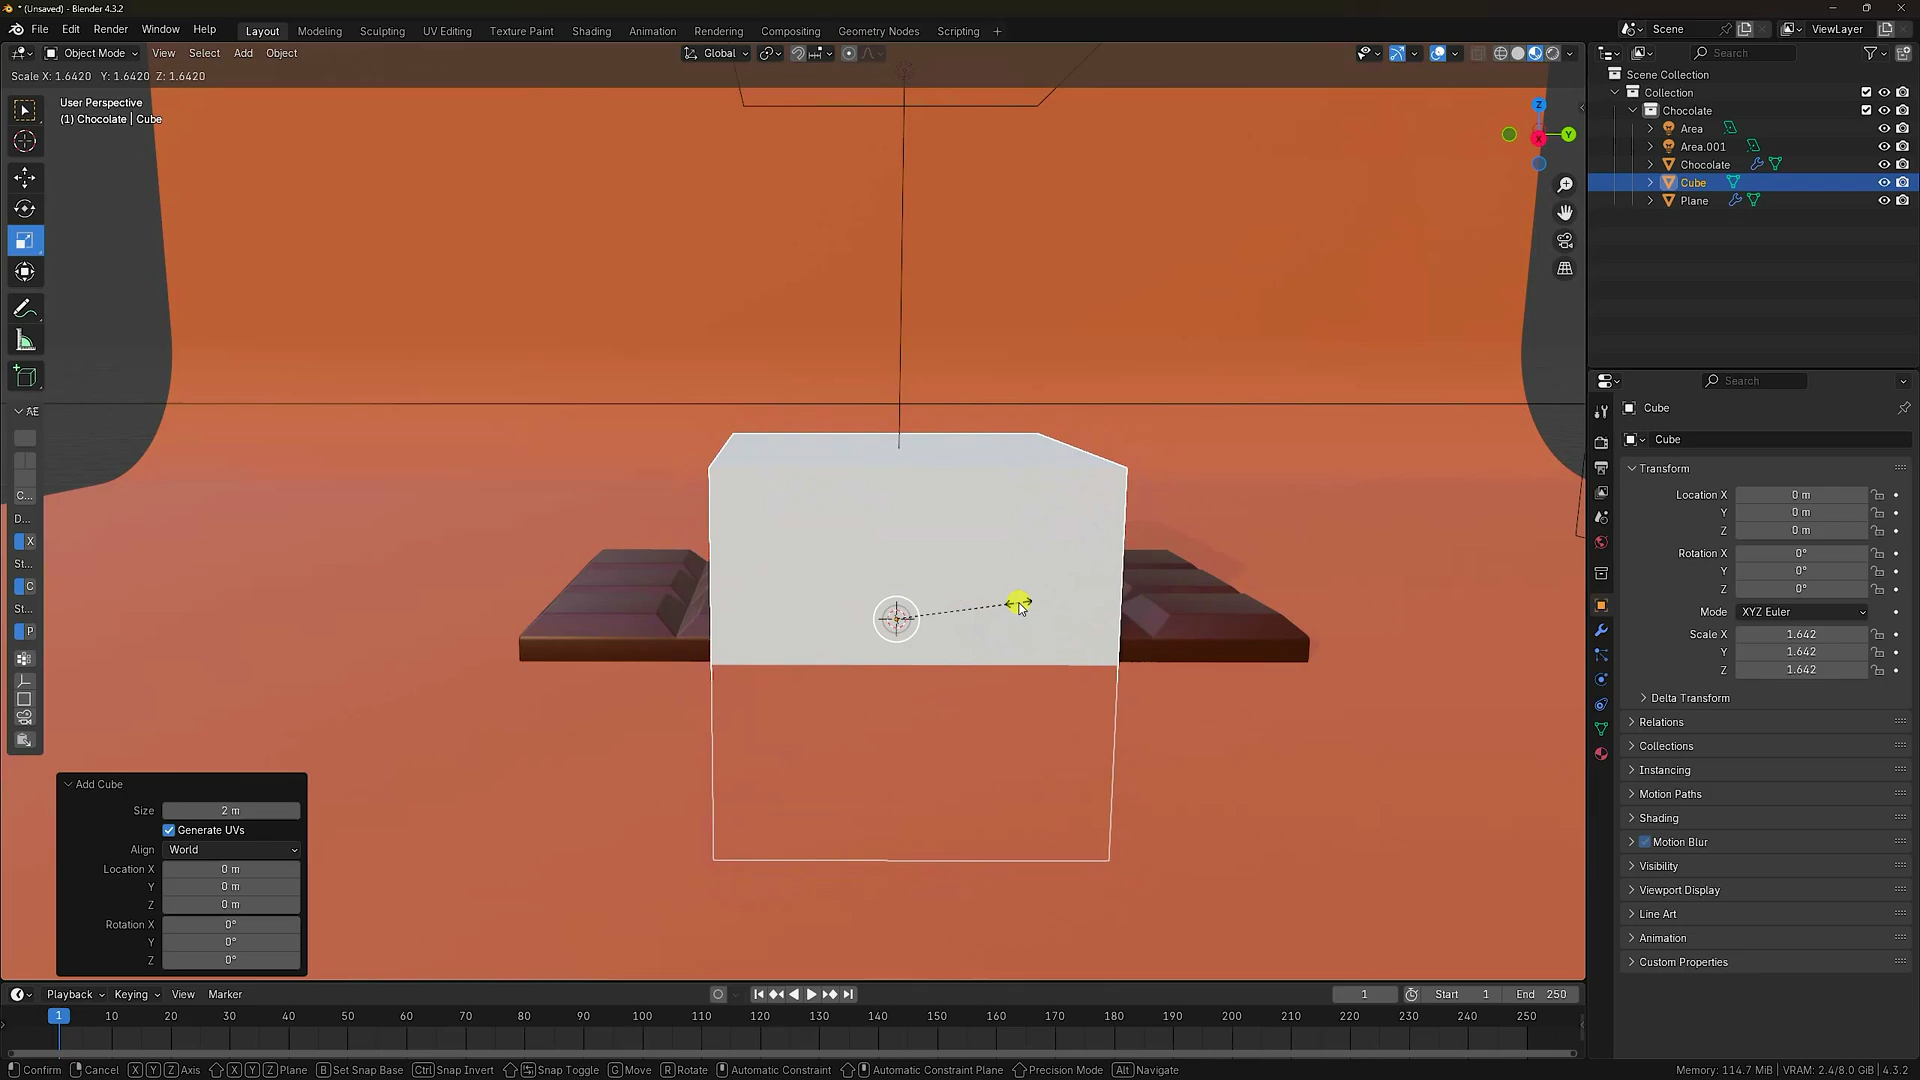 * (Unsaved) - Blender 4.3.2
File Edit Render Window Help Layout Modeling Sculpting UV Editing Texture Paint Shading Animation Rendering Compositing Geometry Nodes Scripting + Scene ViewLayer
Object Mode View Select Add Object Global Search
Scale X: 1.6420 Y: 1.6420 Z: 1.6420
User Perspective
(1) Chocolate | Cube
Z
Y
X
AE
C...
D...
X
St...
C
St...
P
Add Cube
Size 2 m
Generate UVs
Align World
Location X 0 m
Y 0 m
Z 0 m
Rotation X 0°
Y 0°
Z 0°
Scene Collection
Collection
Chocolate
Area
Area.001
Chocolate
Cube
Plane
Search
Cube
Cube
Transform
Location X 0 m
Y 0 m
Z 0 m
Rotation X 0°
Y 0°
Z 0°
Mode XYZ Euler
Scale X 1.642
Y 1.642
Z 1.642
Delta Transform
Relations
Collections
Instancing
Motion Paths
Shading
Motion Blur
Visibility
Viewport Display
Line Art
Animation
Custom Properties
Playback Keying View Marker 1 Start 1 End 250
1 10 20 30 40 50 60 70 80 90 100 110 120 130 140 150 160 170 180 190 200 210 220 230 240 250
Confirm Cancel X Y Z Axis X Y Z Plane B Set Snap Base Ctrl Snap Invert Snap Toggle G Move R Rotate Automatic Constraint Automatic Constraint Plane Precision Mode Alt Navigate Memory: 114.7 MiB | VRAM: 2.4/8.0 GiB | 4.3.2